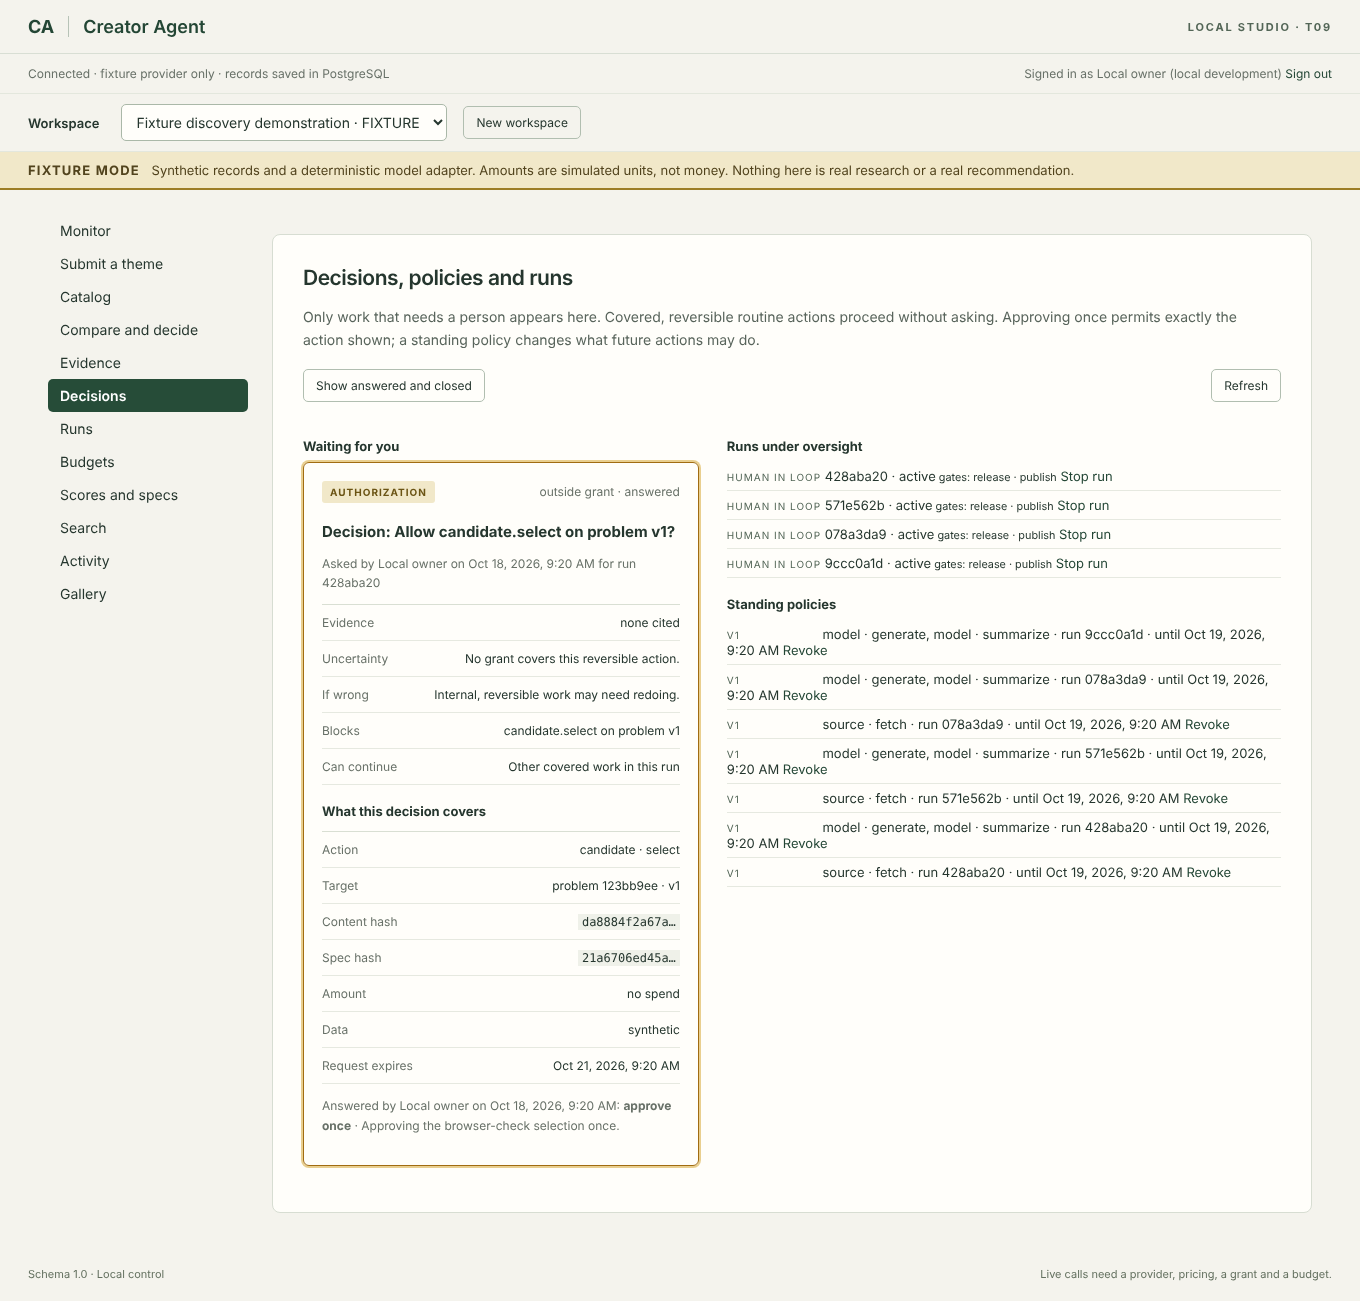 CA Creator Agent
LOCAL STUDIO · T09
Connected · fixture provider only · records saved in PostgreSQL
Signed in as Local owner (local development) Sign out
Workspace
Fixture discovery demonstration · FIXTURE
New workspace
FIXTURE MODE Synthetic records and a deterministic model adapter. Amounts are simulated units, not money. Nothing here is real research or a real recommendation.
Monitor
Submit a theme
Catalog
Compare and decide
Evidence
Decisions
Runs
Budgets
Scores and specs
Search
Activity
Gallery
Decisions, policies and runs
Only work that needs a person appears here. Covered, reversible routine actions proceed without asking. Approving once permits exactly the
action shown; a standing policy changes what future actions may do.
Show answered and closed
Refresh
Waiting for you
AUTHORIZATION
outside grant · answered
Decision: Allow candidate.select on problem v1?
Asked by Local owner on Oct 18, 2026, 9:20 AM for run
428aba20
Evidence none cited
Uncertainty No grant covers this reversible action.
If wrong Internal, reversible work may need redoing.
Blocks candidate.select on problem v1
Can continue Other covered work in this run
What this decision covers
Action candidate · select
Target problem 123bb9ee · v1
Content hash da8884f2a67a…
Spec hash 21a6706ed45a…
Amount no spend
Data synthetic
Request expires Oct 21, 2026, 9:20 AM
Answered by Local owner on Oct 18, 2026, 9:20 AM: approve
once · Approving the browser-check selection once.
Runs under oversight
HUMAN IN LOOP 428aba20 · active gates: release · publish Stop run
HUMAN IN LOOP 571e562b · active gates: release · publish Stop run
HUMAN IN LOOP 078a3da9 · active gates: release · publish Stop run
HUMAN IN LOOP 9ccc0a1d · active gates: release · publish Stop run
Standing policies
V1 model · generate, model · summarize · run 9ccc0a1d · until Oct 19, 2026,
9:20 AM Revoke
V1 model · generate, model · summarize · run 078a3da9 · until Oct 19, 2026,
9:20 AM Revoke
V1 source · fetch · run 078a3da9 · until Oct 19, 2026, 9:20 AM Revoke
V1 model · generate, model · summarize · run 571e562b · until Oct 19, 2026,
9:20 AM Revoke
V1 source · fetch · run 571e562b · until Oct 19, 2026, 9:20 AM Revoke
V1 model · generate, model · summarize · run 428aba20 · until Oct 19, 2026,
9:20 AM Revoke
V1 source · fetch · run 428aba20 · until Oct 19, 2026, 9:20 AM Revoke
Schema 1.0 · Local control
Live calls need a provider, pricing, a grant and a budget.